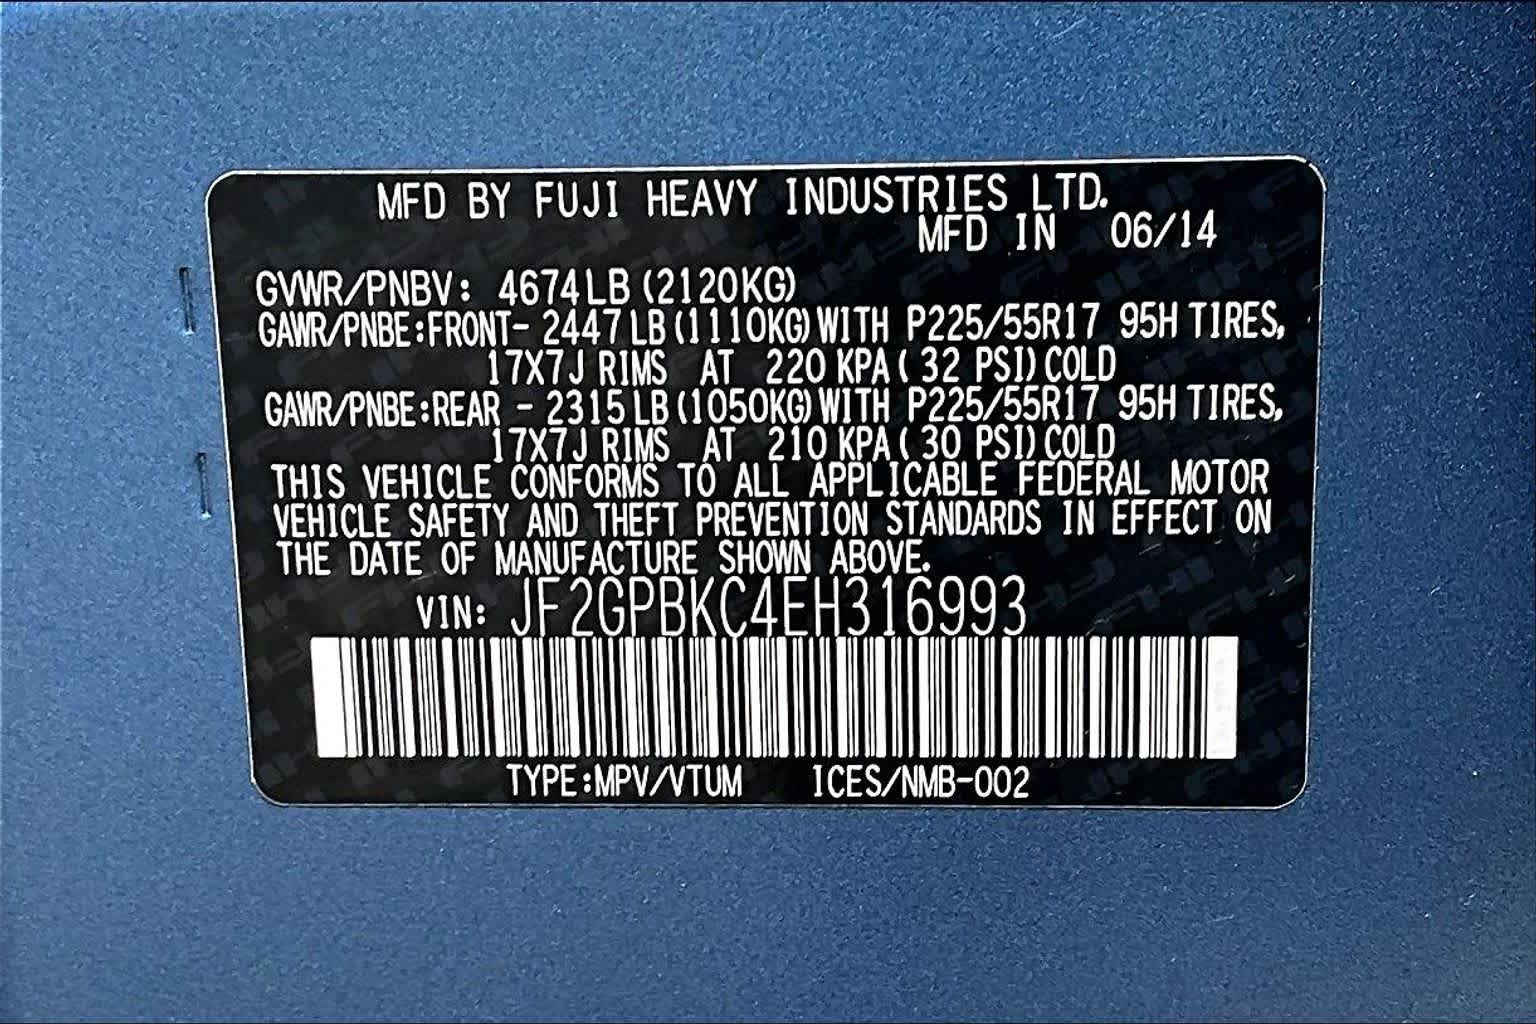 MFD BY FUJI HEAVY INDUSTRIES LTD.
MFD IN 06/14
GVWR/PNBV: 4674LB (2120KG)
GAWR/PNBE:FRONT- 2447LB (1110KG) WITH P225/55R17 95H TIRES,
17X7J RIMS AT 220 KPA( 32 PSI) COLD
GAWR/PNBE:REAR - 2315LB (1050KG) WITH P225/55R17 95H TIRES,
17X7J RIMS AT 210 KPA( 30 PSI) COLD
THIS VEHICLE CONFORMS TO ALL APPLICABLE FEDERAL MOTOR
VEHICLE SAFETY AND THEFT PREVENTION STANDARDS IN EFFECT ON
THE DATE OF MANUFACTURE SHOWN ABOVE.
VIN: JF2GPBKC4EH316993
TYPE:MPV/VTUM ICES/NMB-002